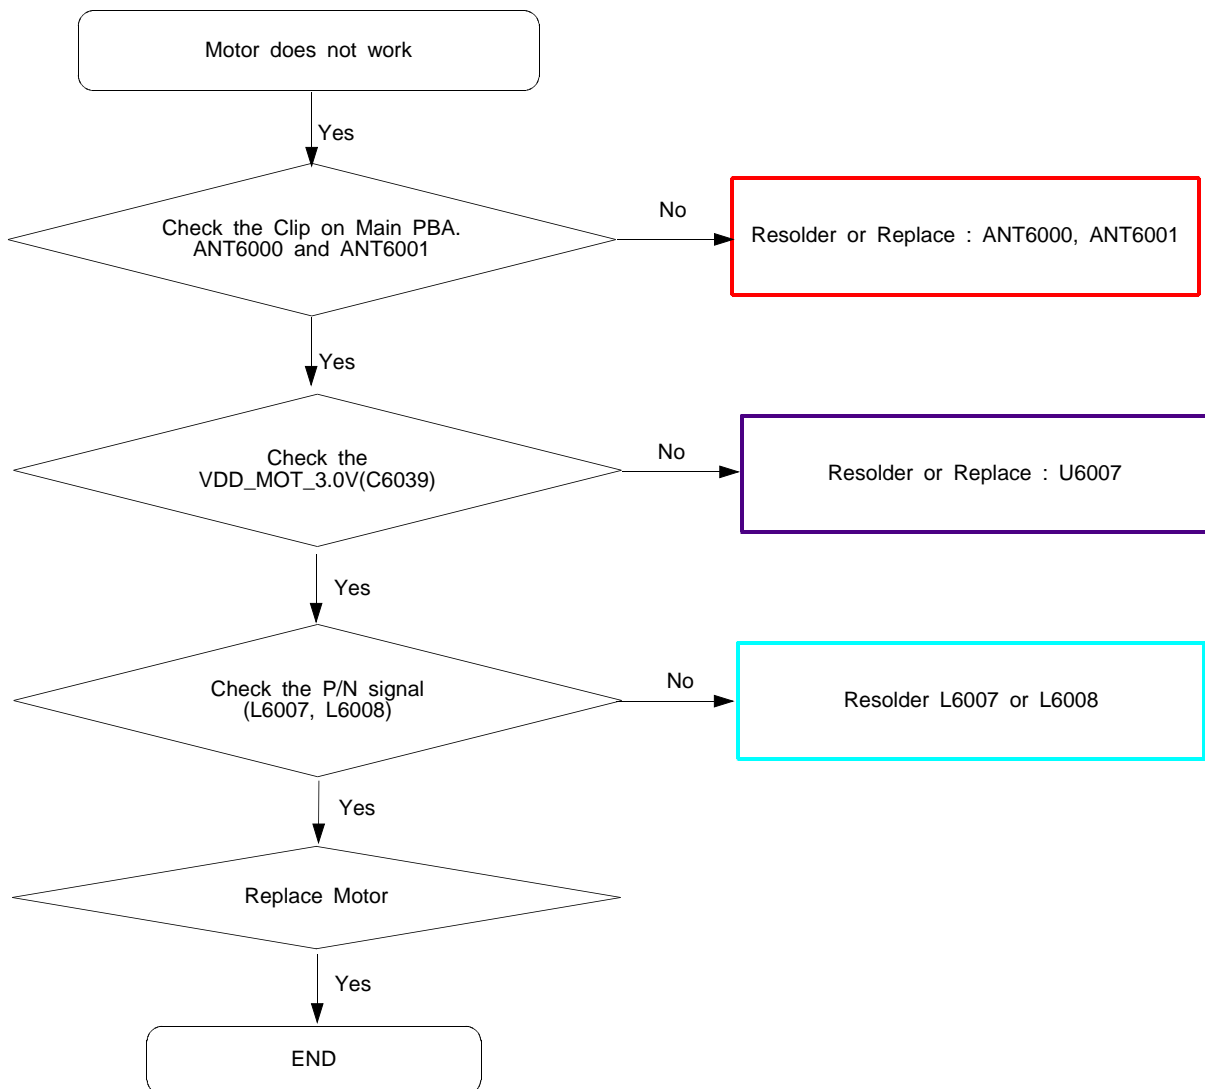 Motor does not work
Yes
Check the Clip on Main PBA.
ANT6000 and ANT6001
No
Resolder or Replace : ANT6000, ANT6001
Yes
Check the
VDD_MOT_3.0V(C6039)
No
Resolder or Replace : U6007
Yes
Check the P/N signal
(L6007, L6008)
No
Resolder L6007 or L6008
Yes
Replace Motor
Yes
END